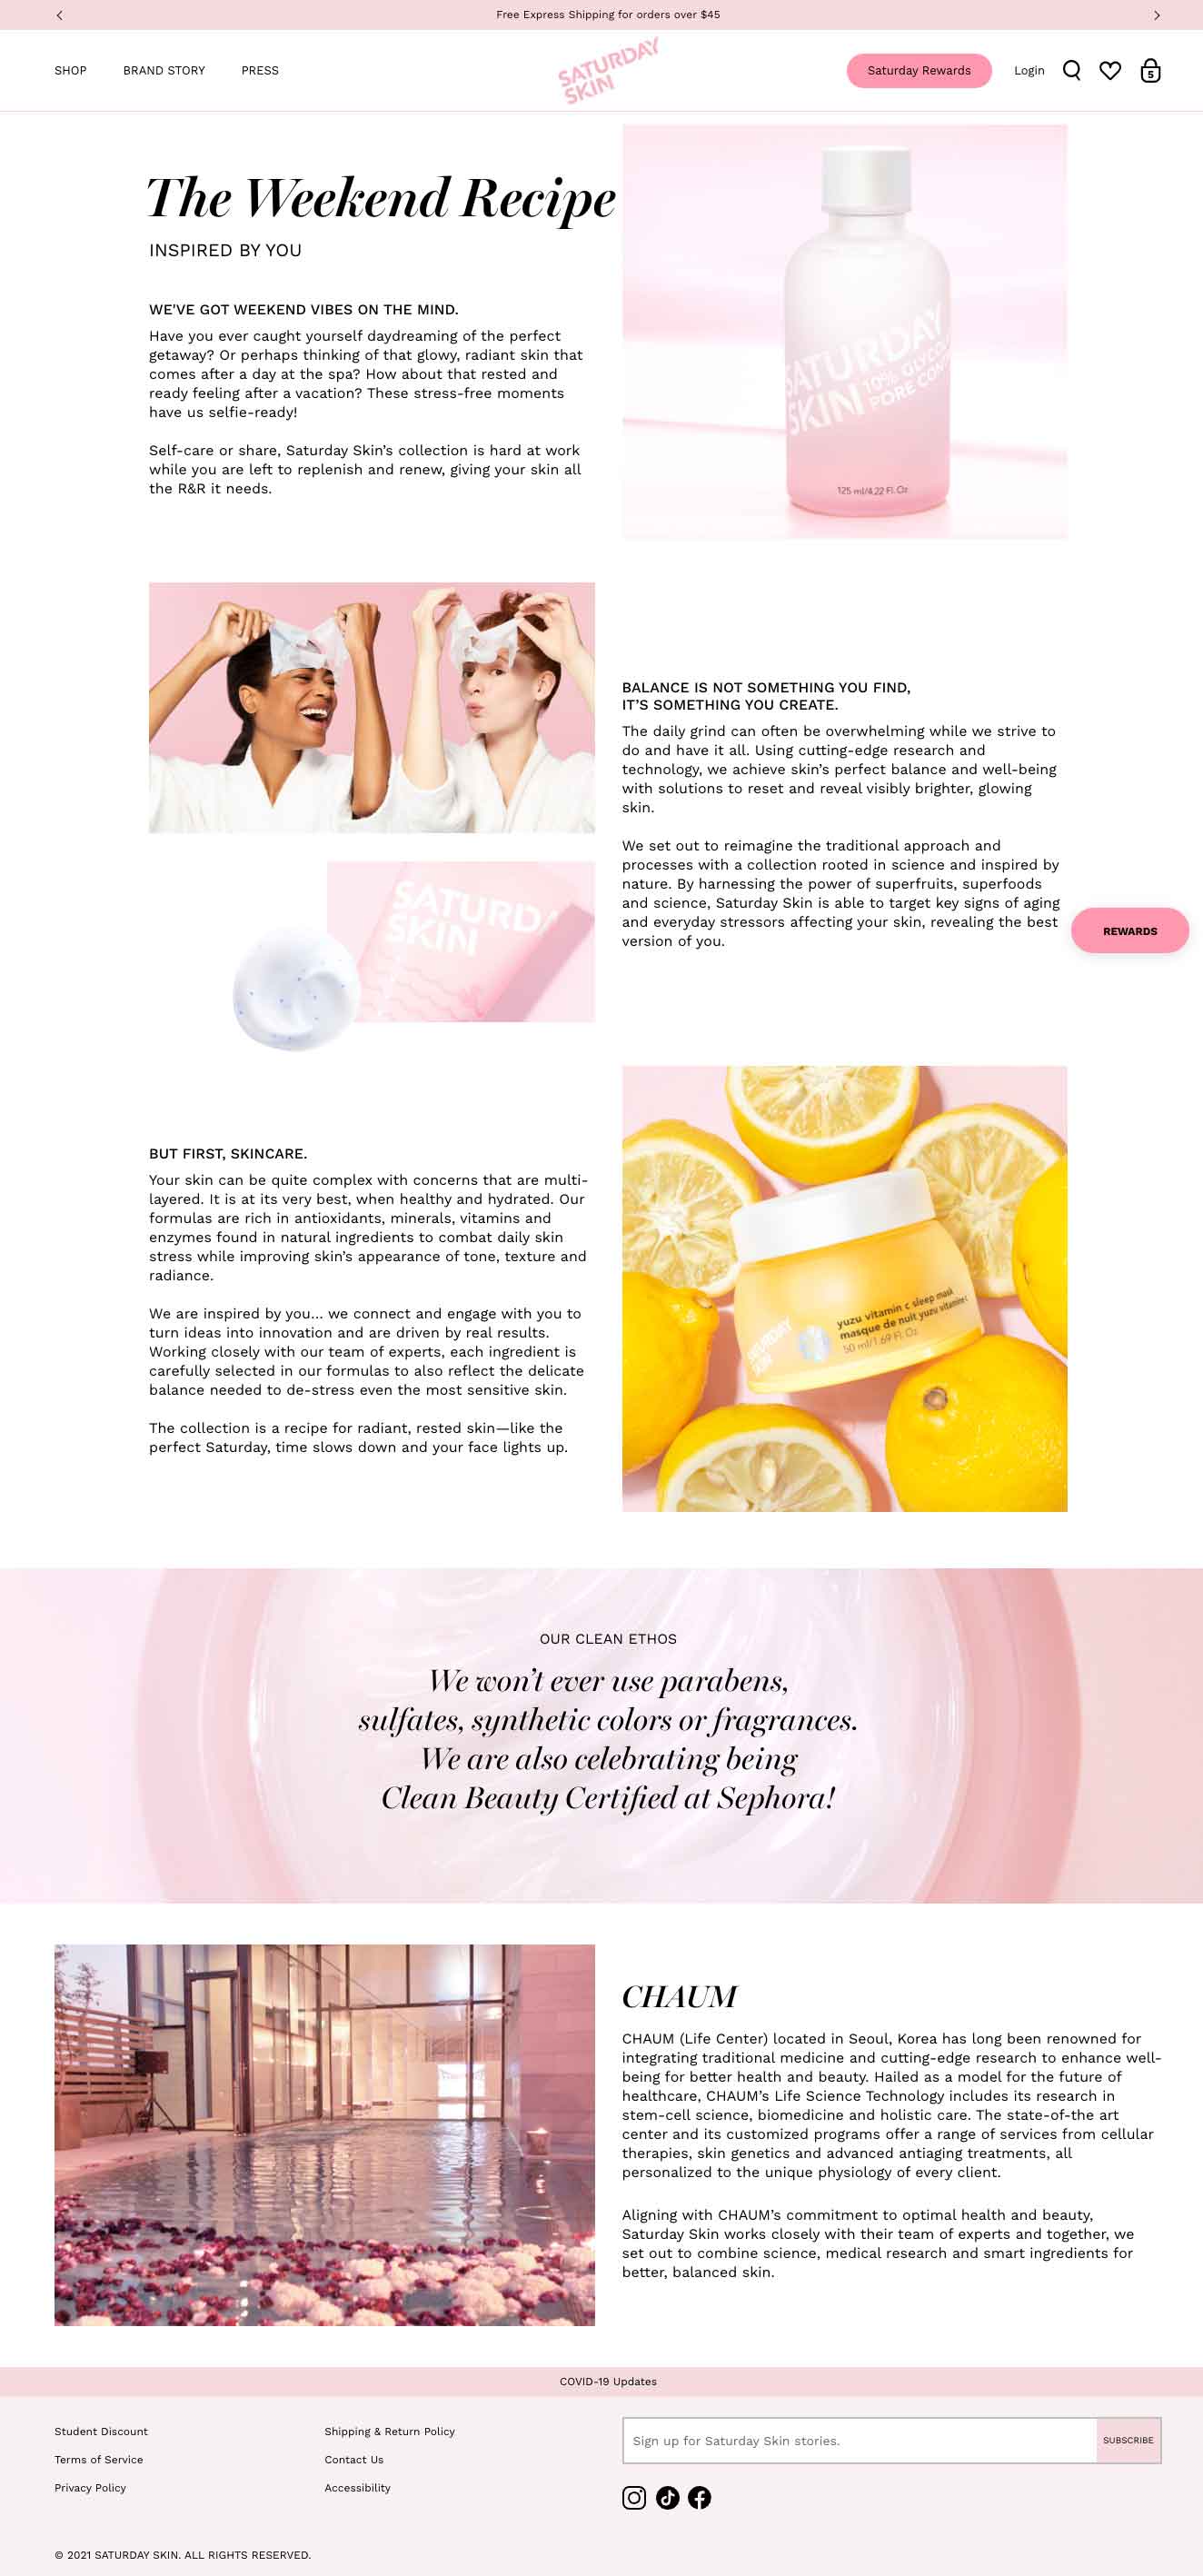 Free Express Shipping for orders over $45
SHOP
BRAND STORY
PRESS
SATURDAY
SKIN
Saturday Rewards
Login
5
The Weekend Recipe
INSPIRED BY YOU
WE'VE GOT WEEKEND VIBES ON THE MIND.
Have you ever caught yourself daydreaming of the perfect
getaway? Or perhaps thinking of that glowy, radiant skin that
comes after a day at the spa? How about that rested and
ready feeling after a vacation? These stress-free moments
have us selfie-ready!
Self-care or share, Saturday Skin’s collection is hard at work
while you are left to replenish and renew, giving your skin all
the R&R it needs.
SATURDAY
SKIN
10% GLYCO
PORE
125 ml/4.22 Fl. Oz
BALANCE IS NOT SOMETHING YOU FIND,
IT’S SOMETHING YOU CREATE.
The daily grind can often be overwhelming while we strive to
do and have it all. Using cutting-edge research and
technology, we achieve skin’s perfect balance and well-being
with solutions to reset and reveal visibly brighter, glowing
skin.
We set out to reimagine the traditional approach and
processes with a collection rooted in science and inspired by
nature. By harnessing the power of superfruits, superfoods
and science, Saturday Skin is able to target key signs of aging
and everyday stressors affecting your skin, revealing the best
version of you.
SATURDA
SKIN
REWARDS
BUT FIRST, SKINCARE.
Your skin can be quite complex with concerns that are multi-
layered. It is at its very best, when healthy and hydrated. Our
formulas are rich in antioxidants, minerals, vitamins and
enzymes found in natural ingredients to combat daily skin
stress while improving skin’s appearance of tone, texture and
radiance.
We are inspired by you... we connect and engage with you to
turn ideas into innovation and are driven by real results.
Working closely with our team of experts, each ingredient is
carefully selected in our formulas to also reflect the delicate
balance needed to de-stress even the most sensitive skin.
The collection is a recipe for radiant, rested skin—like the
perfect Saturday, time slows down and your face lights up.
SATURDAY
SKIN
yuzu vitamin c sleep mask
masque de nuit yuzu vitamine c
50 ml/1.69 Fl. Oz
OUR CLEAN ETHOS
We won’t ever use parabens,
sulfates, synthetic colors or fragrances.
We are also celebrating being
Clean Beauty Certified at Sephora!
CHAUM
CHAUM (Life Center) located in Seoul, Korea has long been renowned for
integrating traditional medicine and cutting-edge research to enhance well-
being for better health and beauty. Hailed as a model for the future of
healthcare, CHAUM’s Life Science Technology includes its research in
stem-cell science, biomedicine and holistic care. The state-of-the art
center and its customized programs offer a range of services from cellular
therapies, skin genetics and advanced antiaging treatments, all
personalized to the unique physiology of every client.
Aligning with CHAUM’s commitment to optimal health and beauty,
Saturday Skin works closely with their team of experts and together, we
set out to combine science, medical research and smart ingredients for
better, balanced skin.
COVID-19 Updates
Student Discount
Terms of Service
Privacy Policy
Shipping & Return Policy
Contact Us
Accessibility
Sign up for Saturday Skin stories.
SUBSCRIBE
© 2021 SATURDAY SKIN. ALL RIGHTS RESERVED.